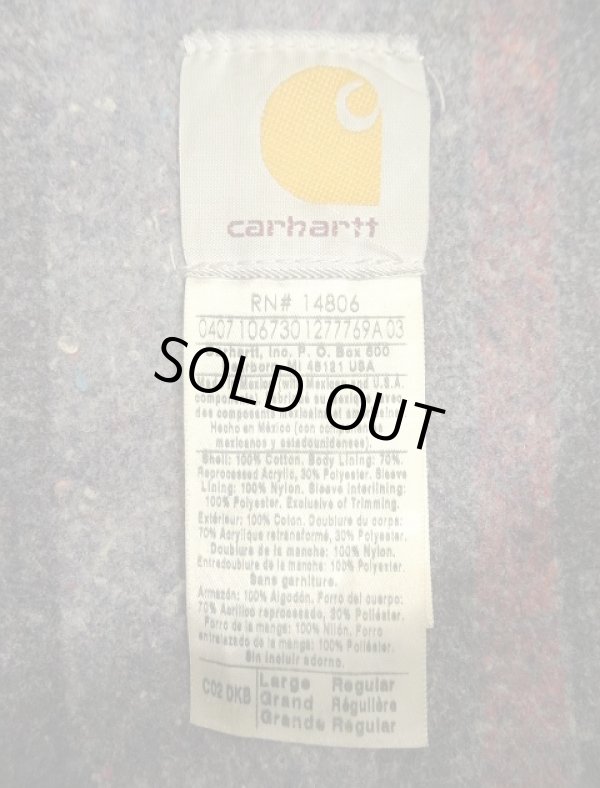 carhartt
RN# 14806
0407 106730 1277769A 03
Carhartt, Inc. P. O. Box 600
MI 48121 USA
SOLD OUT
Mexico and U.S.A.
Hecho en México (con
mexicanos y estadounidenses).
Shell: 100% Cotton. Body Lining: 70%
Reprocessed Acrylic, 30% Polyester. Sleeve
Lining: 100% Nylon. Sleeve Interlining:
100% Polyester. Exclusive of Trimming.
Extérieur: 100% Coton. Doublure du corps:
70% Acrylique retransformé, 30% Polyester.
Doublure de la manche: 100% Nylon.
Entredoublure de la manche: 100% Polyester.
Sans garniture.
Armazón: 100% Algodón. Forro del cuerpo:
70% Acrílico reprocesado, 30% Poliéster.
Forro de la manga: 100% Nilón. Forro
entrelazado de la manga: 100% Poliéster.
Sin incluir adorno.
C02 DKB
Large Regular
Grand Régulière
Grande Regular